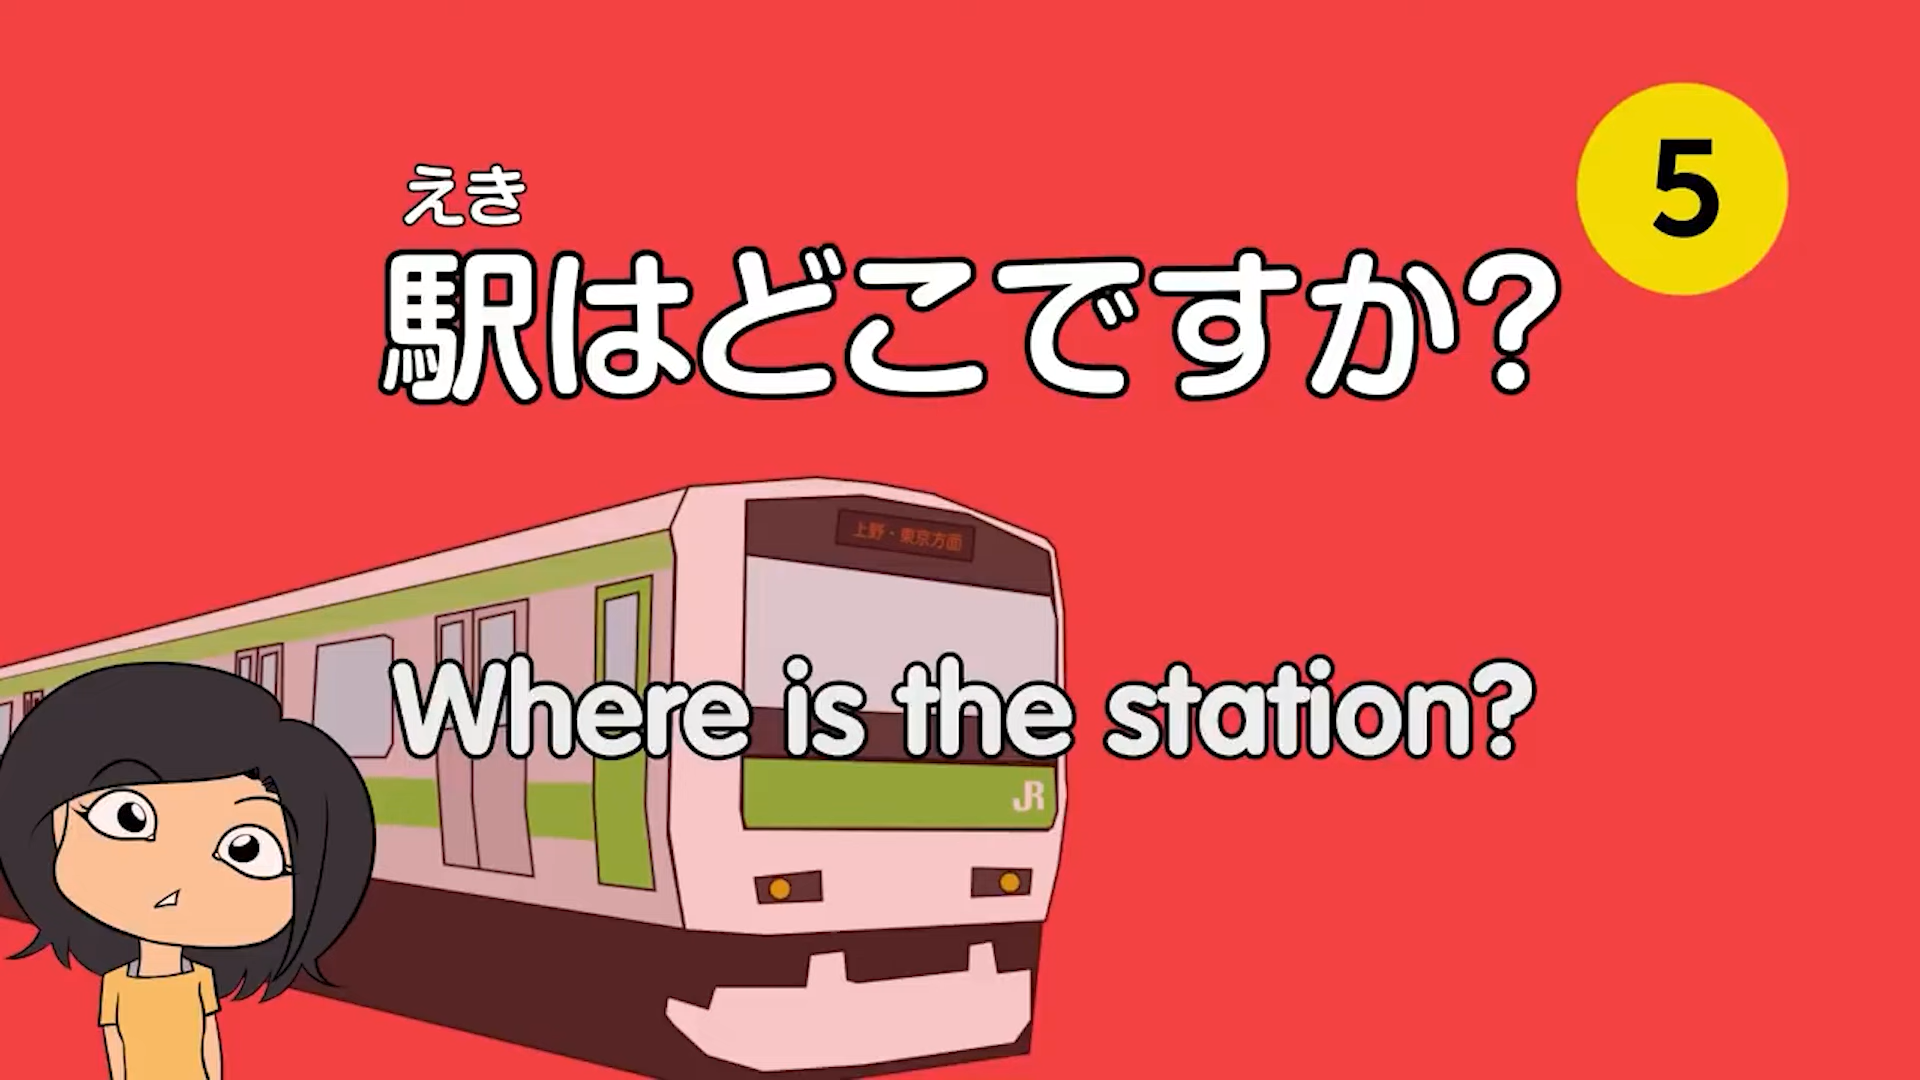 5
えき
駅はどこですか?
上野・東京方面
Where is the station?
JR